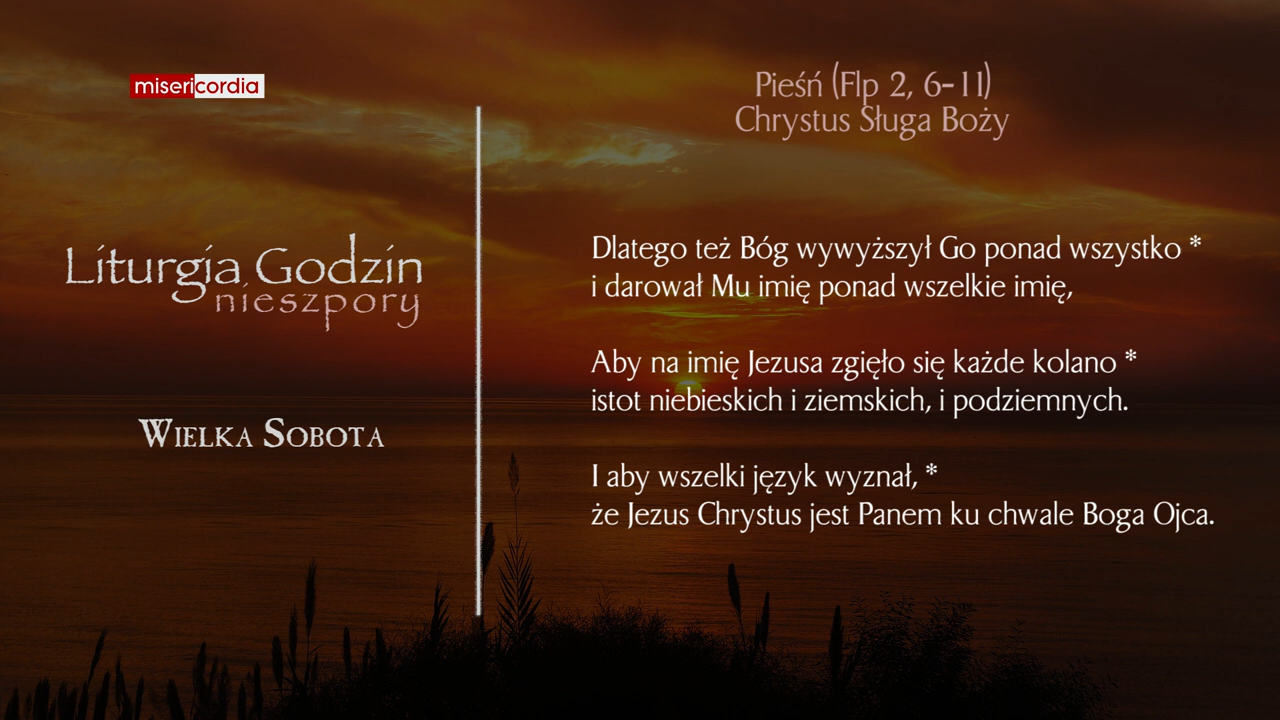 misericordia
Liturgia Godzin
nieszpory
Wielka Sobota
Pieśń (Flp 2, 6-11)
Chrystus Sługa Boży
Dlatego też Bóg wywyższył Go ponad wszystko *
i darował Mu imię ponad wszelkie imię,
Aby na imię Jezusa zgięło się każde kolano *
istot niebieskich i ziemskich, i podziemnych.
I aby wszelki język wyznał, *
że Jezus Chrystus jest Panem ku chwale Boga Ojca.